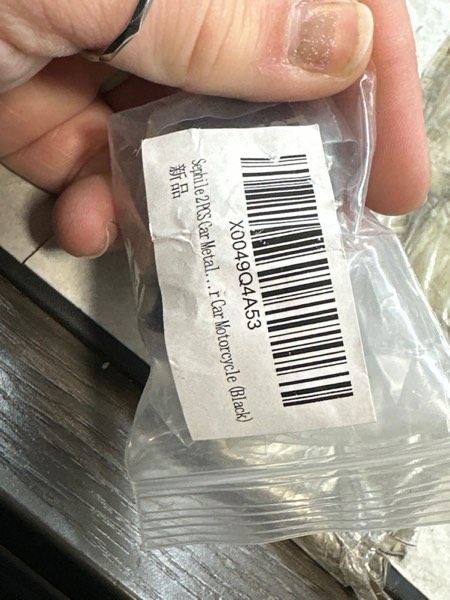 X0049Q4A53
Sephile 2PCS Car Metal...r Car Motorcycle (Black)
新品